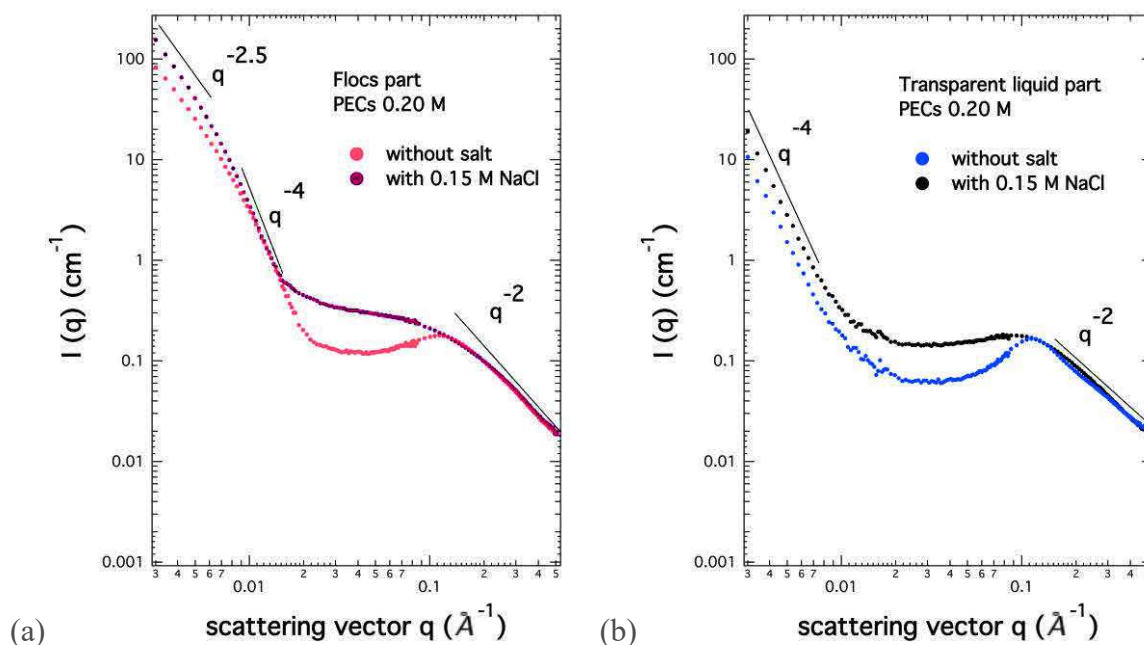 100
10
1
0.1
0.01
0.001
I (q) (cm-1)
q-2.5
q-4
q-2
Flocs part
PECs 0.20 M
without salt
with 0.15 M NaCl
3 4 5 6 7 2 3 4 5 6 7 2 3 4 5
0.01 0.1
scattering vector q (Å-1)
(a)
100
10
1
0.1
0.01
0.001
I (q) (cm-1)
q-4
q-2
Transparent liquid part
PECs 0.20 M
without salt
with 0.15 M NaCl
3 4 5 6 7 2 3 4 5 6 7 2 3 4
0.01 0.1
scattering vector q (Å-1)
(b)